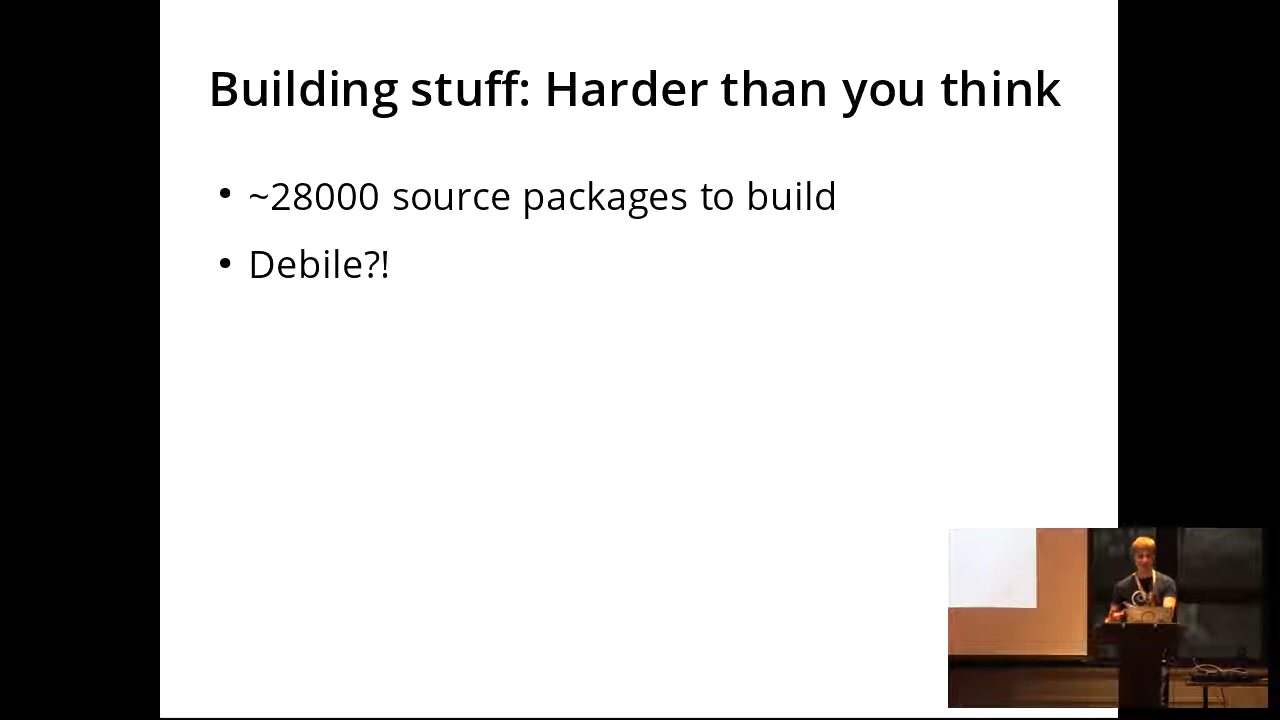 Building stuff: Harder than you think
• ~28000 source packages to build
• Debile?!